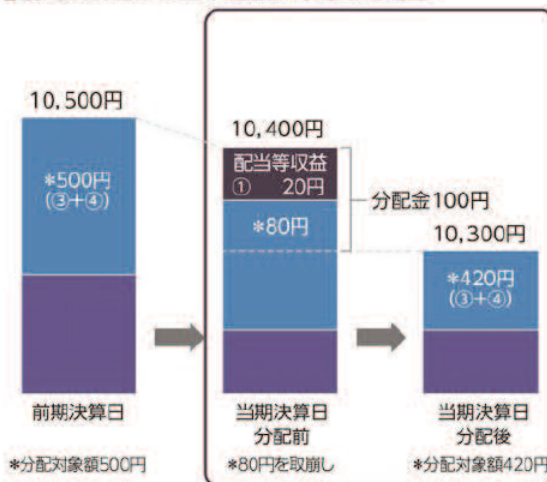 10,500円
*500円
(③+④)
前期決算日
*分配対象額500円
10,400円
配当等収益
① 20円
*80円
分配金100円
当期決算日
分配前
*80円を取崩し
10,300円
*420円
(③+④)
当期決算日
分配後
*分配対象額420円